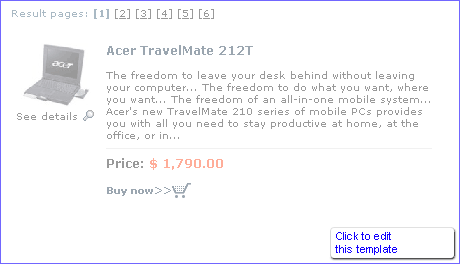 Result pages: [1] [2] [3] [4] [5] [6]
Acer TravelMate 212T
The freedom to leave your desk behind without leaving
your computer... The freedom to do what you want, where
you want... The freedom of an all-in-one mobile system...
Acer's new TravelMate 210 series of mobile PCs provides
you with all you need to stay productive at home, at the
office, or in...
acer
See details
Price: $ 1,790.00
Buy now>>
Click to edit
this template